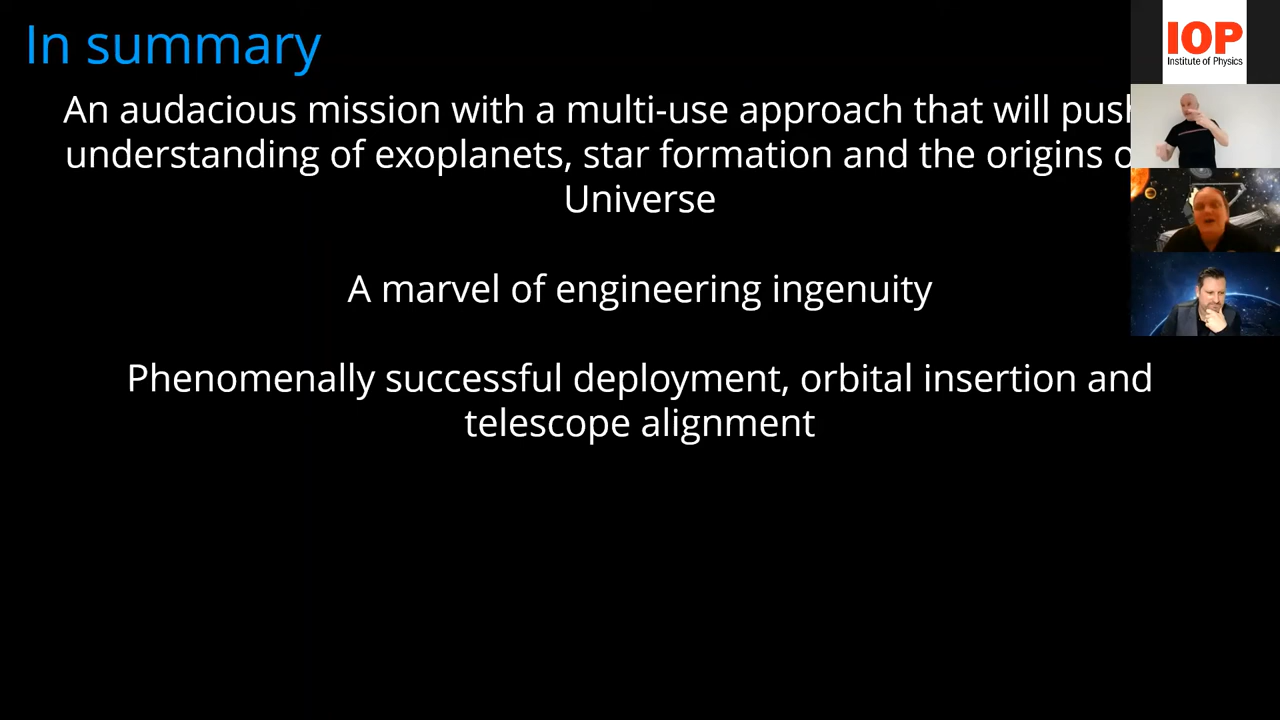 In summary
An audacious mission with a multi-use approach that will push
understanding of exoplanets, star formation and the origins
Universe
A marvel of engineering ingenuity
Phenomenally successful deployment, orbital insertion and
telescope alignment
IOP
Institute of Physics